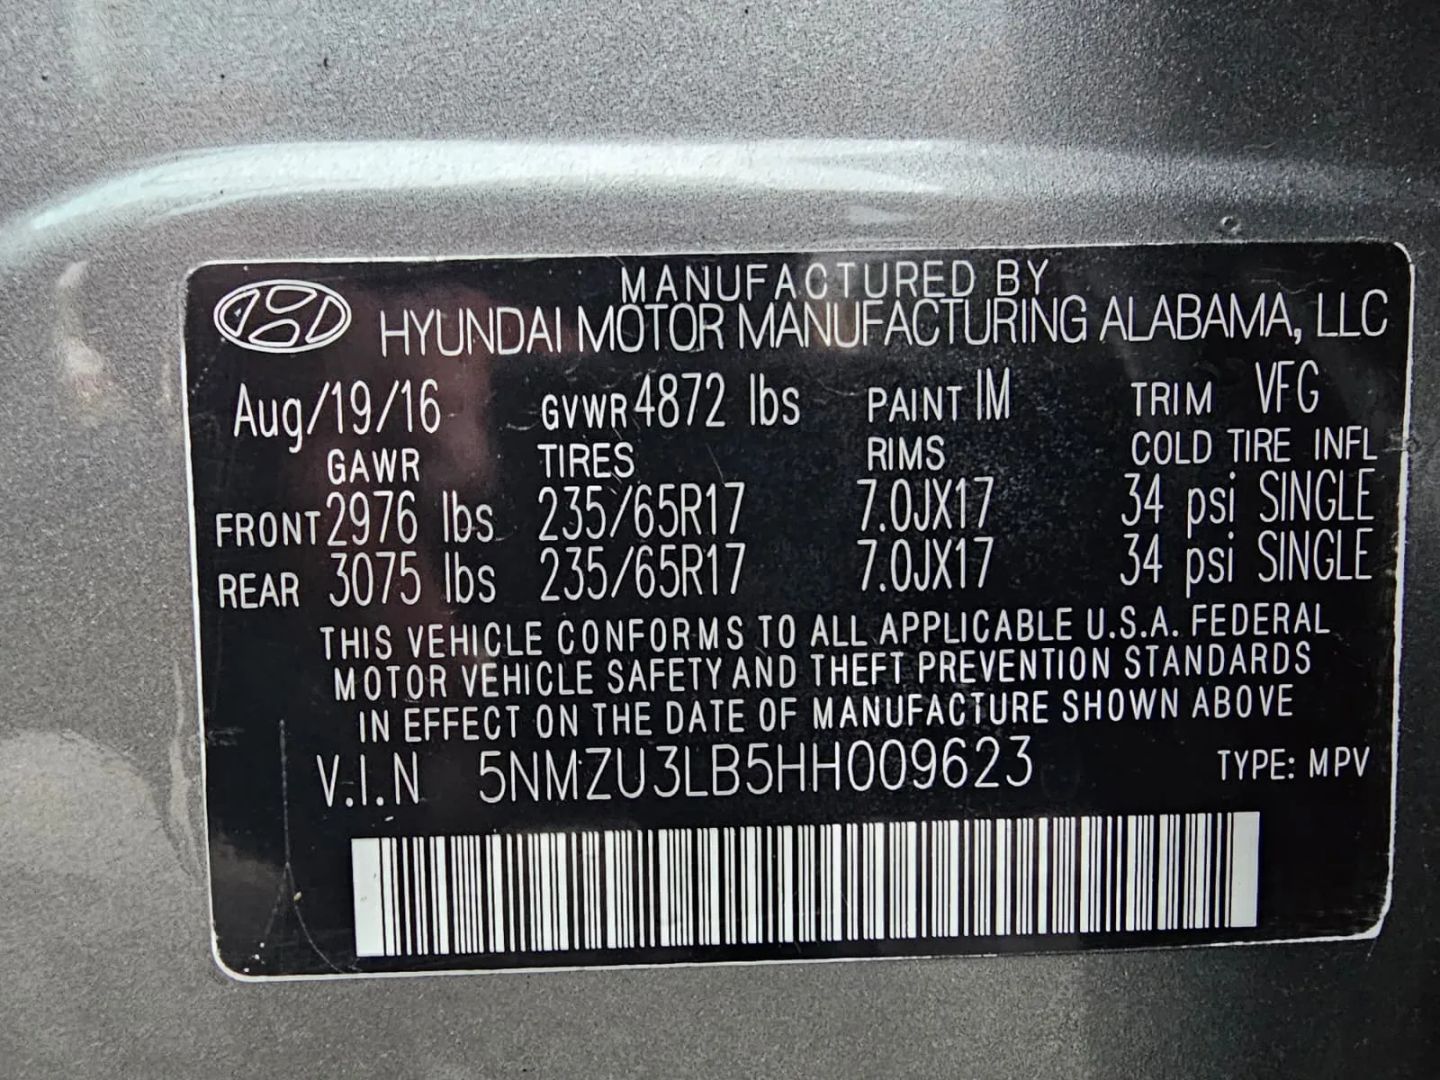 MANUFACTURED BY
HYUNDAI MOTOR MANUFACTURING ALABAMA, LLC
Aug/19/16 GVWR 4872 lbs PAINT IM TRIM VFG
GAWR TIRES RIMS COLD TIRE INFL
FRONT 2976 lbs 235/65R17 7.0JX17 34 psi SINGLE
REAR 3075 lbs 235/65R17 7.0JX17 34 psi SINGLE
THIS VEHICLE CONFORMS TO ALL APPLICABLE U.S.A. FEDERAL
MOTOR VEHICLE SAFETY AND THEFT PREVENTION STANDARDS
IN EFFECT ON THE DATE OF MANUFACTURE SHOWN ABOVE
V.I.N 5NMZU3LB5HH009623 TYPE: MPV